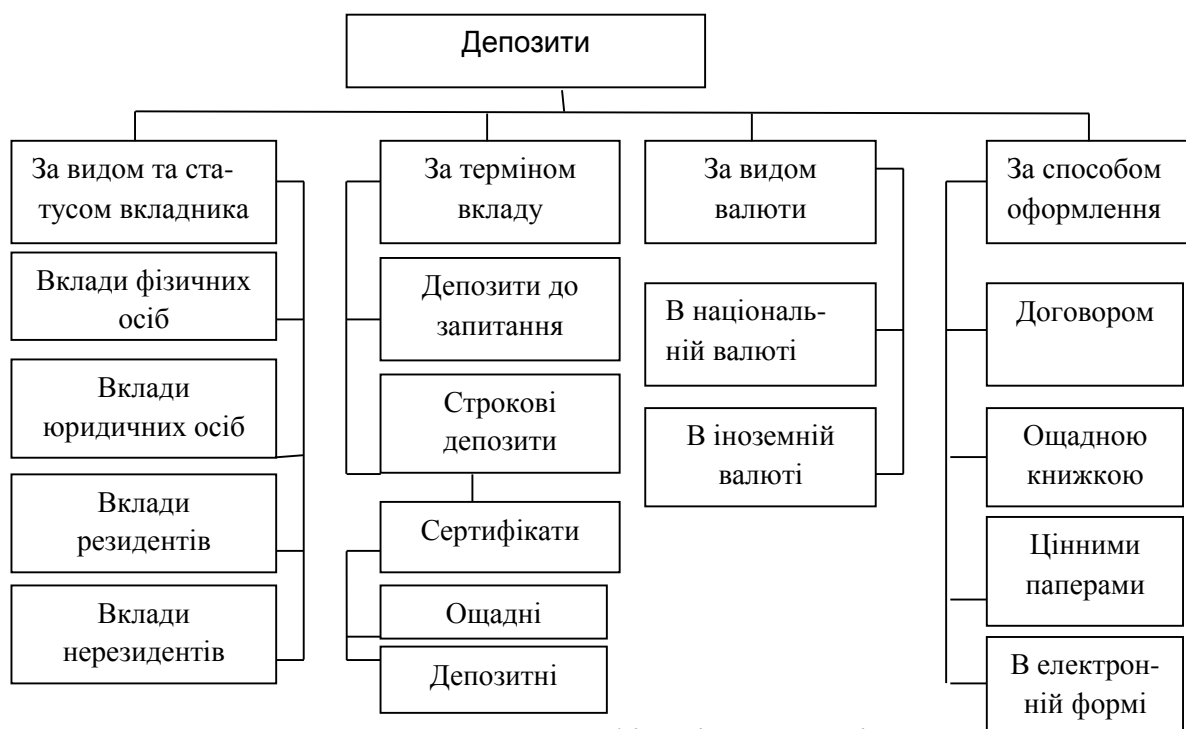 Депозити
За видом та ста-
тусом вкладника
Вклади фізичних
осіб
Вклади
юридичних осіб
Вклади
резидентів
Вклади
нерезидентів
За терміном
вкладу
Депозити до
запитання
Строкові
депозити
Сертифікати
Ощадні
Депозитні
За видом
валюти
В національ-
ній валюті
В іноземній
валюті
За способом
оформлення
Договором
Ощадною
книжкою
Цінними
паперами
В електрон-
ній формі